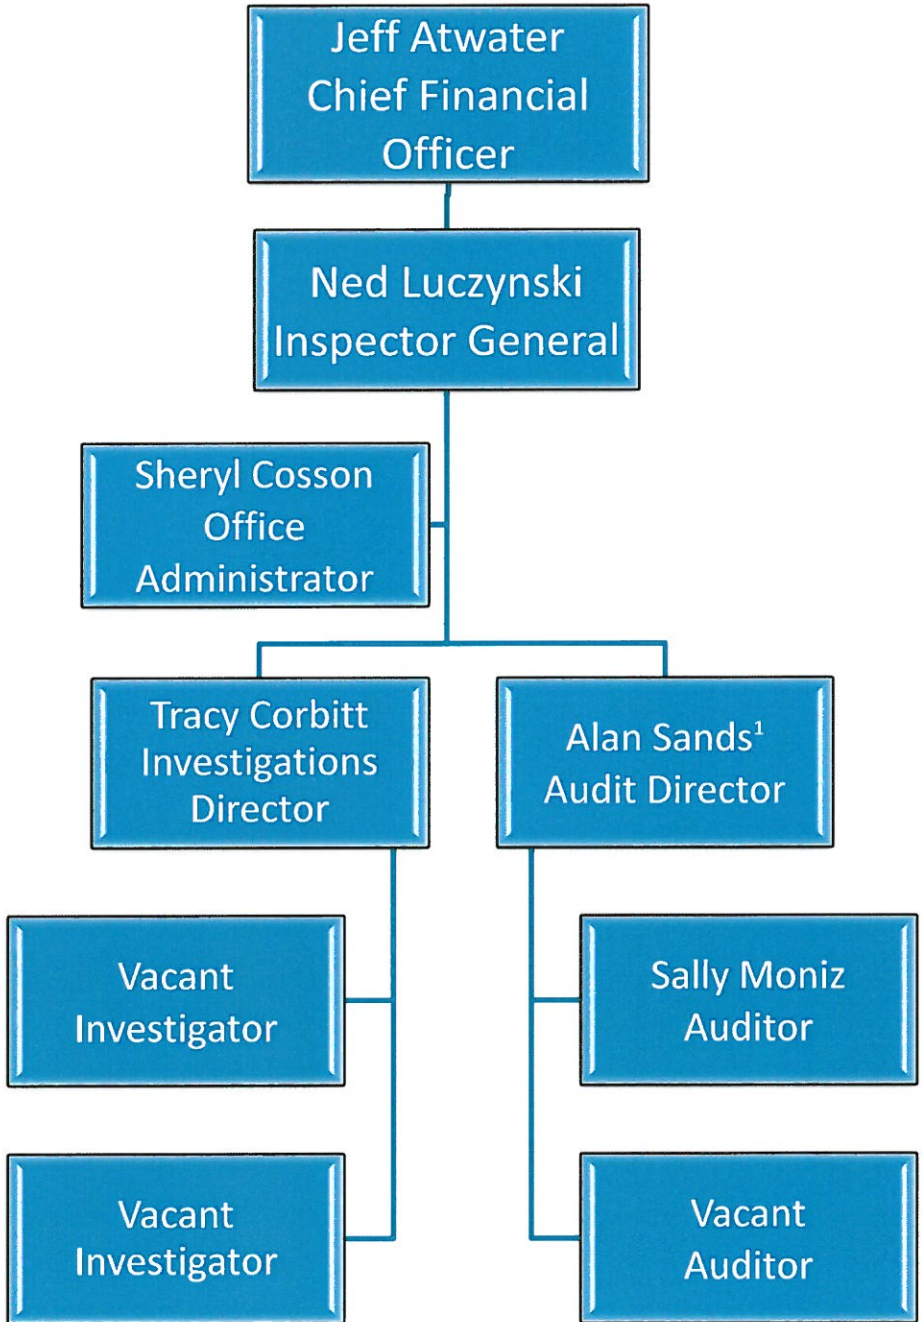 Jeff Atwater
Chief Financial
Officer
Ned Luczynski
Inspector General
Sheryl Cosson
Office
Administrator
Tracy Corbitt
Investigations
Director
Alan Sands¹
Audit Director
Vacant
Investigator
Sally Moniz
Auditor
Vacant
Investigator
Vacant
Auditor